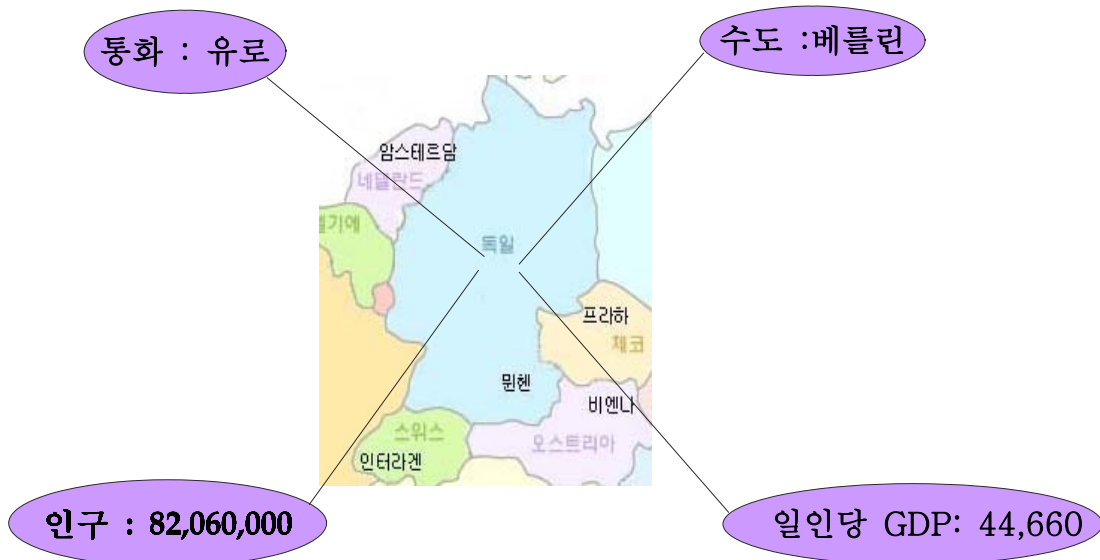 통화 : 유로
수도 :베를린
암스테르담
네덜란드
벨기에
독일
프라하
체코
뮌헨
비엔나
스위스
오스트리아
인터라겐
인구 : 82,060,000
일인당 GDP: 44,660